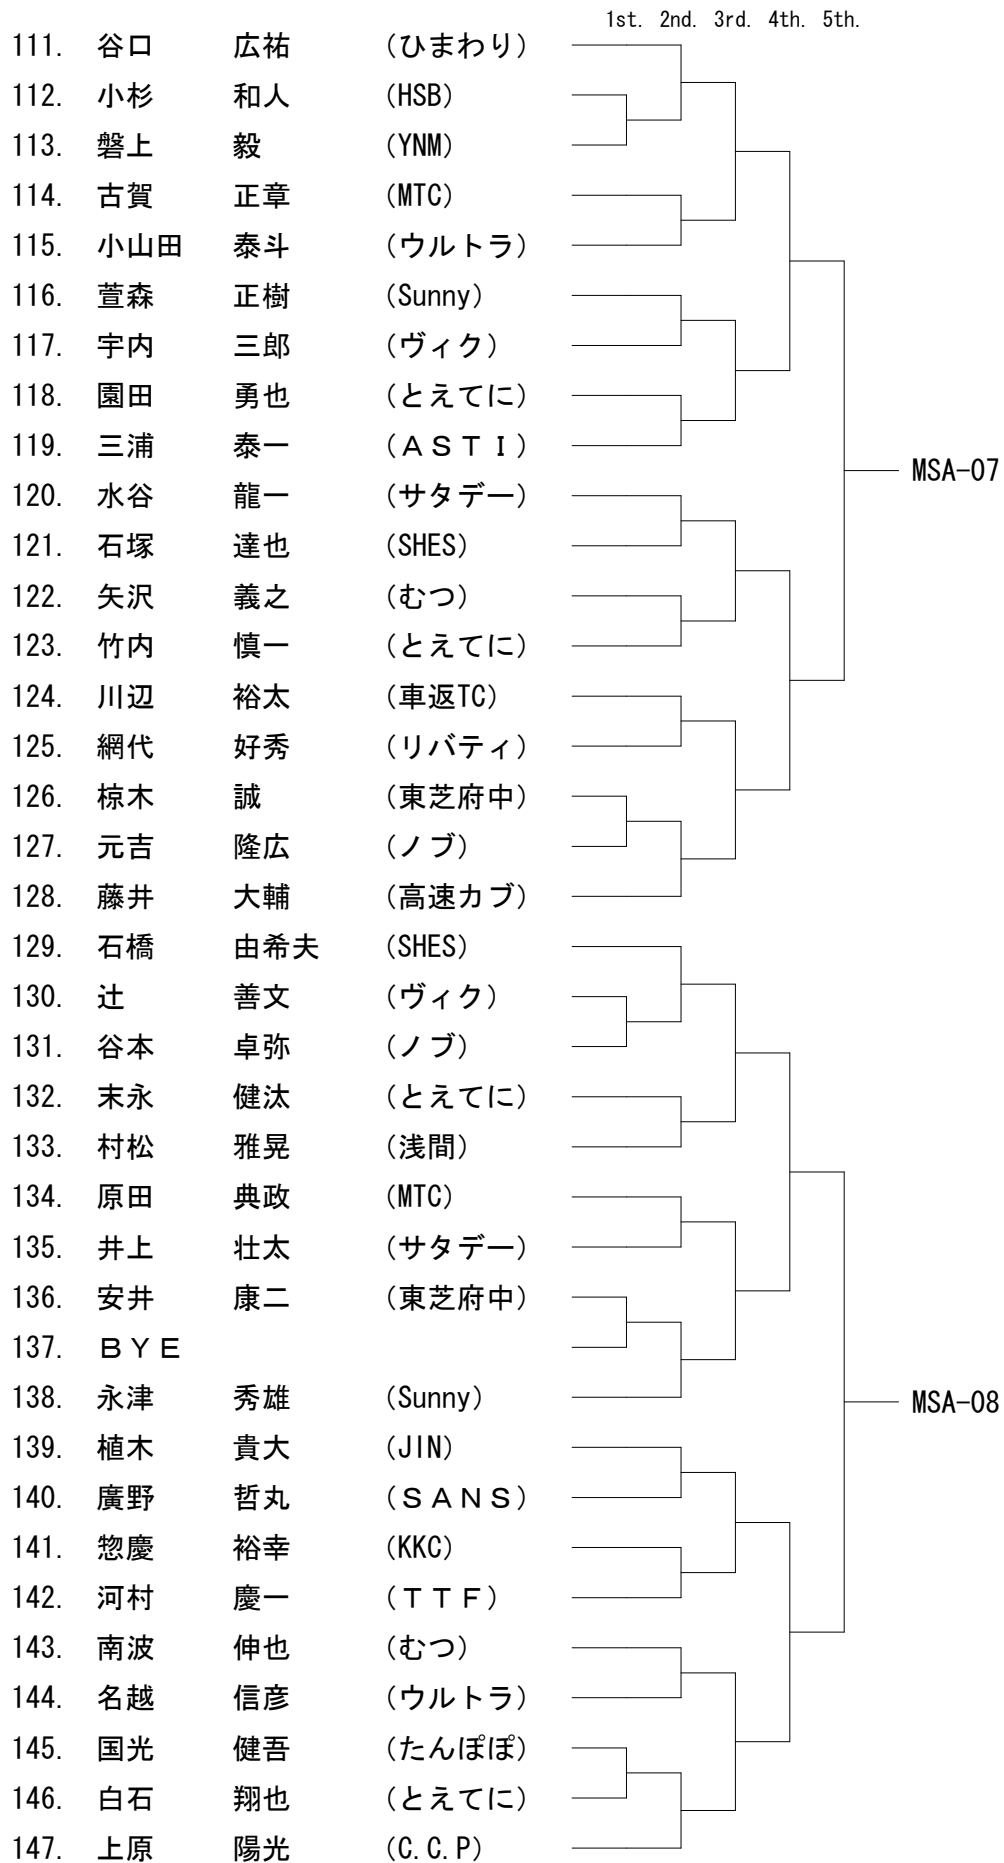 1st. 2nd. 3rd. 4th. 5th.
111. 谷口 広祐 (ひまわり)
112. 小杉 和人 (HSB)
113. 磐上 毅 (YNM)
114. 古賀 正章 (MTC)
115. 小山田 泰斗 (ウルトラ)
116. 萱森 正樹 (Sunny)
117. 宇内 三郎 (ヴィク)
118. 園田 勇也 (とえてに)
119. 三浦 泰一 (ASTI)
MSA-07
120. 水谷 龍一 (サタデー)
121. 石塚 達也 (SHES)
122. 矢沢 義之 (むつ)
123. 竹内 慎一 (とえてに)
124. 川辺 裕太 (車返TC)
125. 網代 好秀 (リバティ)
126. 椋木 誠 (東芝府中)
127. 元吉 隆広 (ノブ)
128. 藤井 大輔 (高速カブ)
129. 石橋 由希夫 (SHES)
130. 辻 善文 (ヴィク)
131. 谷本 卓弥 (ノブ)
132. 末永 健汰 (とえてに)
133. 村松 雅晃 (浅間)
134. 原田 典政 (MTC)
135. 井上 壮太 (サタデー)
136. 安井 康二 (東芝府中)
137. BYE
138. 永津 秀雄 (Sunny)
MSA-08
139. 植木 貴大 (JIN)
140. 廣野 哲丸 (SANS)
141. 惣慶 裕幸 (KKC)
142. 河村 慶一 (TTF)
143. 南波 伸也 (むつ)
144. 名越 信彦 (ウルトラ)
145. 国光 健吾 (たんぽぽ)
146. 白石 翔也 (とえてに)
147. 上原 陽光 (C.C.P)